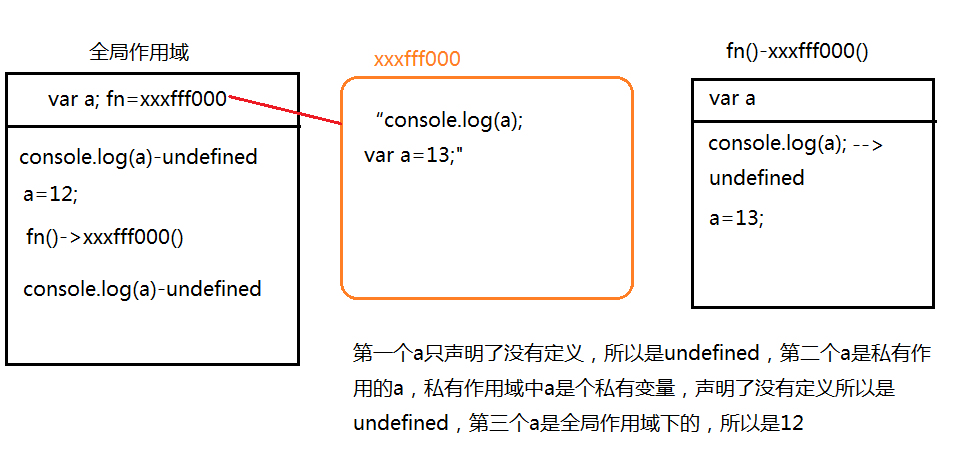 全局作用域
var a; fn=xxxfff000
console.log(a)-undefined
a=12;
fn()->xxxfff000()
console.log(a)-undefined
xxxfff000
“console.log(a);
var a=13;"
fn()-xxxfff000()
var a
console.log(a); -->
undefined
a=13;
第一个a只声明了没有定义，所以是undefined，第二个a是私有作
用的a，私有作用域中a是个私有变量，声明了没有定义所以是
undefined，第三个a是全局作用域下的，所以是12